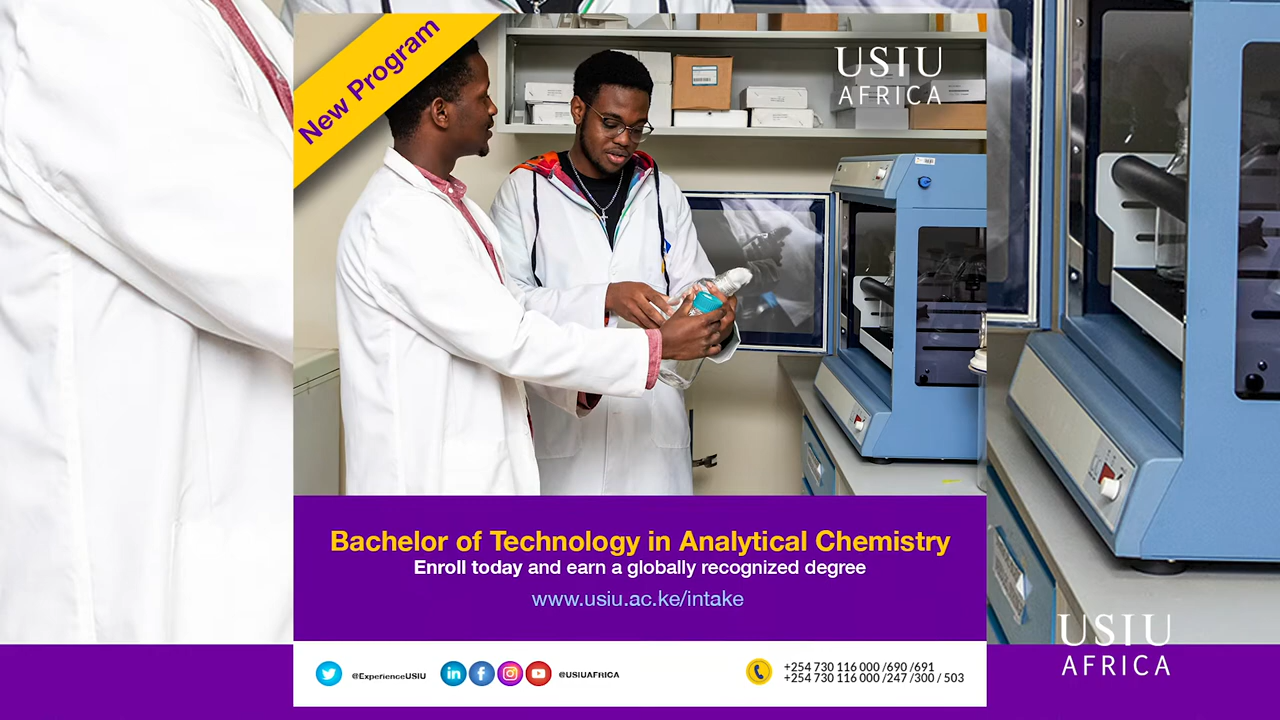 New Program
USIU
AFRICA
Bachelor of Technology in Analytical Chemistry
Enroll today and earn a globally recognized degree
www.usiu.ac.ke/intake
@ExperienceUSIU
@USIUAFRICA
+254 730 116 000 /690 /691
+254 730 116 000 /247 /300 / 503
USIU
AFRICA